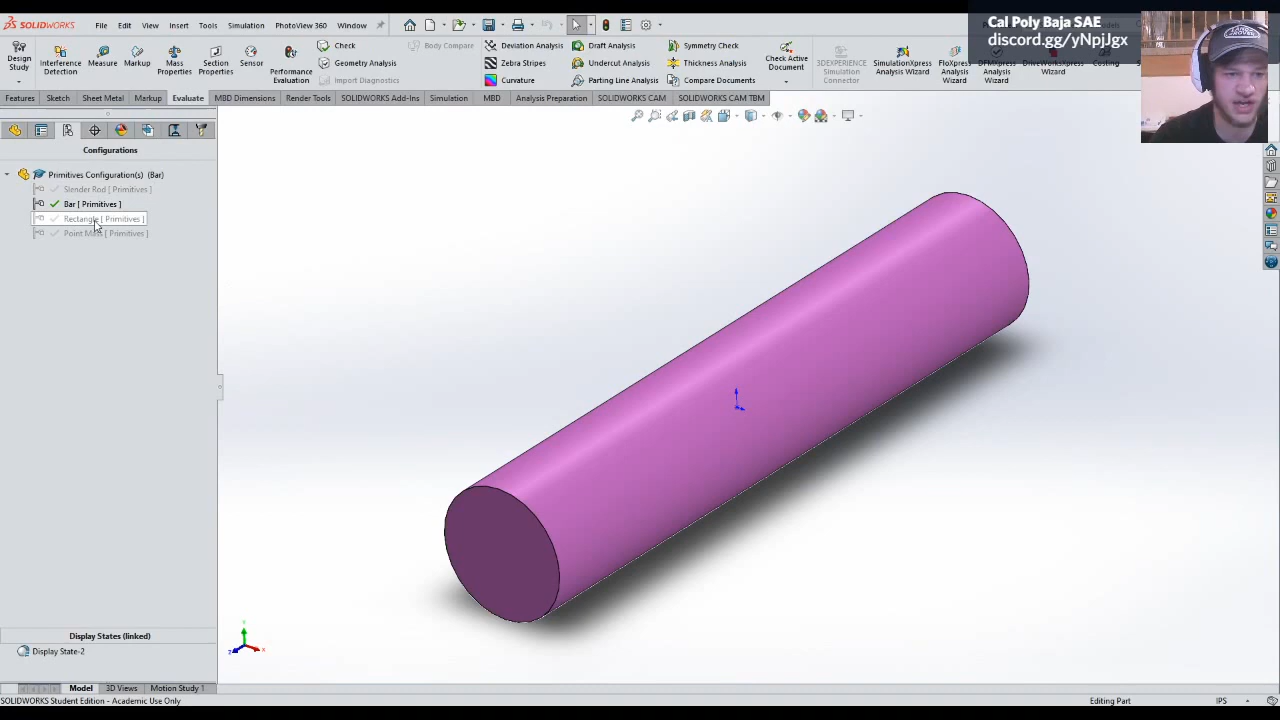 SOLIDWORKS File Edit View Insert Tools Simulation PhotoView 360 Window
Cal Poly Baja SAE
discord.gg/yNpjJgx
Design Study
Interference Detection
Measure
Markup
Mass Properties
Section Properties
Sensor
Performance Evaluation
Check
Geometry Analysis
Import Diagnostics
Body Compare
Deviation Analysis
Zebra Stripes
Curvature
Draft Analysis
Undercut Analysis
Parting Line Analysis
Symmetry Check
Thickness Analysis
Compare Documents
Check Active Document
3DEXPERIENCE Simulation Connector
SimulationXpress Analysis Wizard
FloXpress Analysis Wizard
DFMXpress Analysis Wizard
DriveWorksXpress Wizard
Costing
Features Sketch Sheet Metal Markup Evaluate MBD Dimensions Render Tools SOLIDWORKS Add-Ins Simulation MBD Analysis Preparation SOLIDWORKS CAM SOLIDWORKS CAM TBM
Configurations
Primitives Configuration(s) (Bar)
Slender Rod [ Primitives ]
Bar [ Primitives ]
Rectangle [ Primitives ]
Point Mass [ Primitives ]
Display States (linked)
Display State-2
Model 3D Views Motion Study 1
SOLIDWORKS Student Edition - Academic Use Only Editing Part IPS